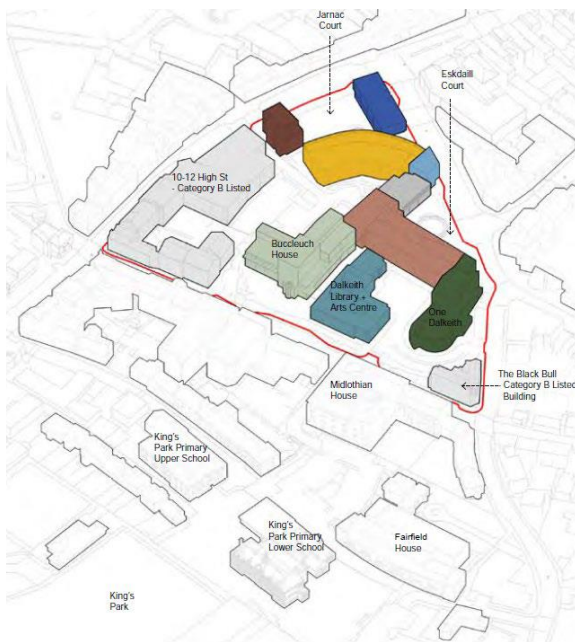 Jarnac
Court
Eskdaill
Court
10-12 High St
- Category B Listed
Buccleuch
House
Dalkeith
Library +
Arts Centre
One
Dalkeith
The Black Bull
- Category B Listed
Building
Midlothian
House
King's
Park Primary
Upper School
King's
Park Primary
Lower School
Fairfield
House
King's
Park